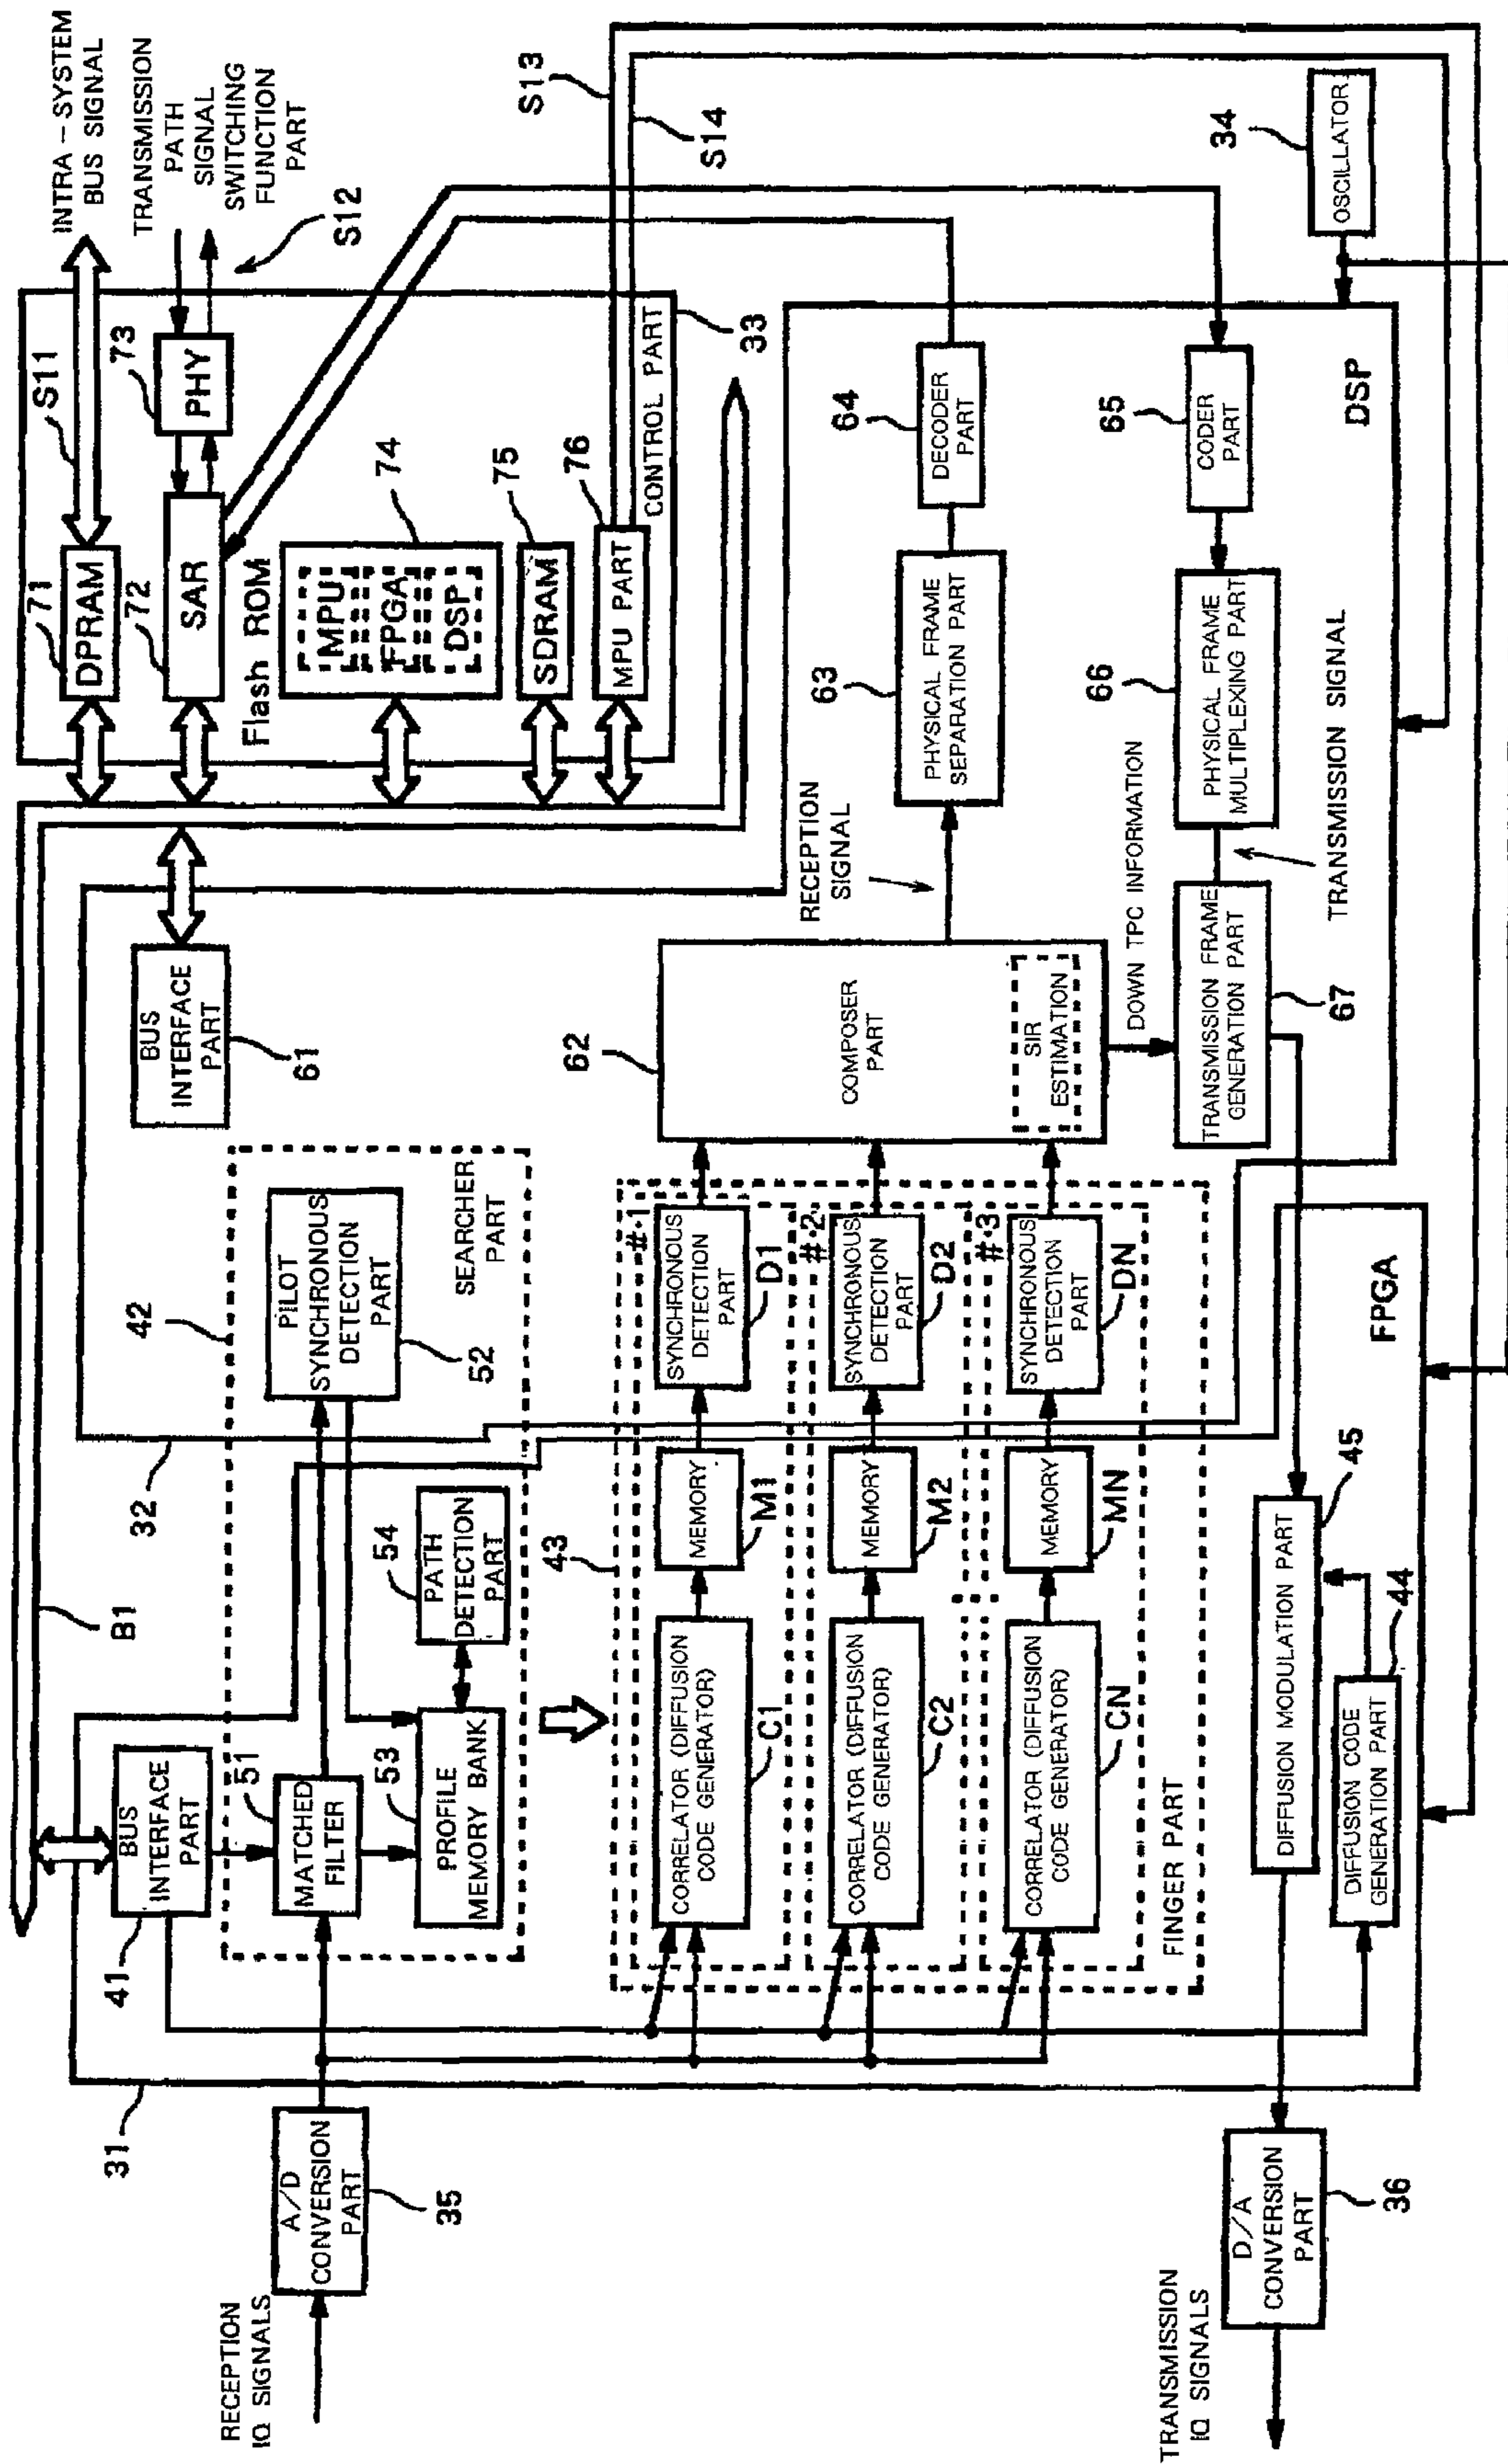 RECEPTION
IQ SIGNALS
A/D
CONVERSION
PART
35
31
41
BUS
INTERFACE
PART
B1
32
42
51
MATCHED
FILTER
53
PROFILE
MEMORY BANK
54
PATH
DETECTION
PART
PILOT
SYNCHRONOUS
DETECTION
PART
52
SEARCHER
PART
BUS
INTERFACE
PART
61
43
#·1
CORRELATOR (DIFFUSION
CODE GENERATOR)
C1
MEMORY
M1
SYNCHRONOUS
DETECTION
PART
D1
#·2
CORRELATOR (DIFFUSION
CODE GENERATOR)
C2
MEMORY
M2
SYNCHRONOUS
DETECTION
PART
D2
#·3
CORRELATOR (DIFFUSION
CODE GENERATOR)
CN
MEMORY
MN
SYNCHRONOUS
DETECTION
PART
DN
FINGER PART
62
COMPOSER
PART
SIR
ESTIMATION
RECEPTION
SIGNAL
63
PHYSICAL FRAME
SEPARATION PART
64
DECODER
PART
65
CODER
PART
66
PHYSICAL FRAME
MULTIPLEXING PART
TRANSMISSION SIGNAL
DOWN TPC INFORMATION
TRANSMISSION FRAME
GENERATION PART
67
DSP
FPGA
DIFFUSION MODULATION PART
45
DIFFUSION CODE
GENERATION PART
44
D/A
CONVERSION
PART
36
TRANSMISSION
IQ SIGNALS
71
DPRAM
S11
72
SAR
73
PHY
Flash ROM
MPU
FPGA
DSP
74
SDRAM
75
MPU PART
76
CONTROL PART
33
INTRA-SYSTEM
BUS SIGNAL
TRANSMISSION
PATH
SIGNAL
SWITCHING
FUNCTION
PART
S12
S13
S14
34
OSCILLATOR